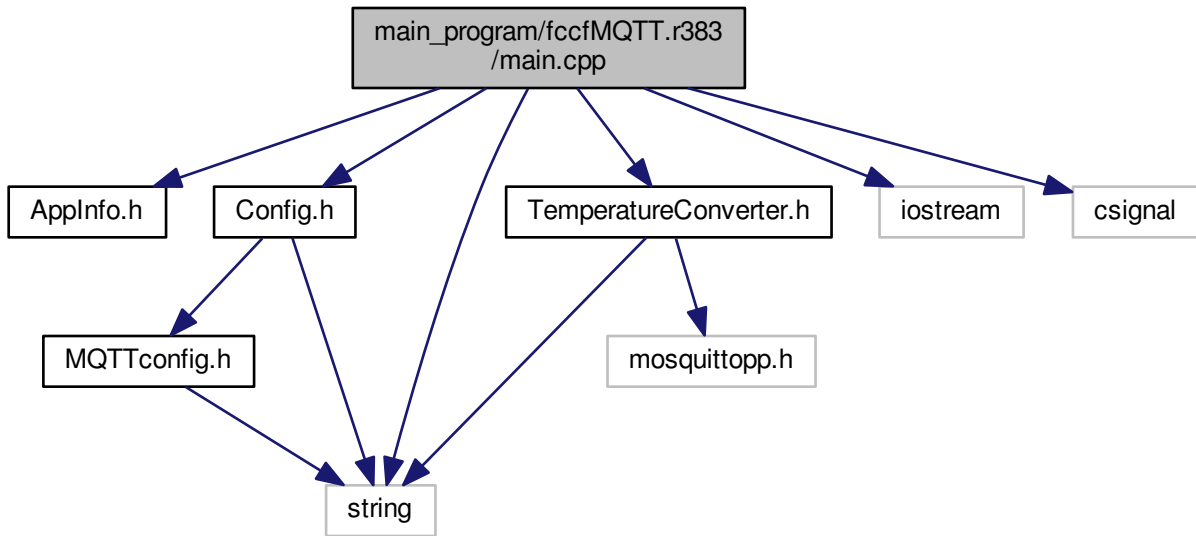 main_program/fccfMQTT.r383
/main.cpp
AppInfo.h
Config.h
TemperatureConverter.h
iostream
csignal
MQTTconfig.h
mosquittopp.h
string